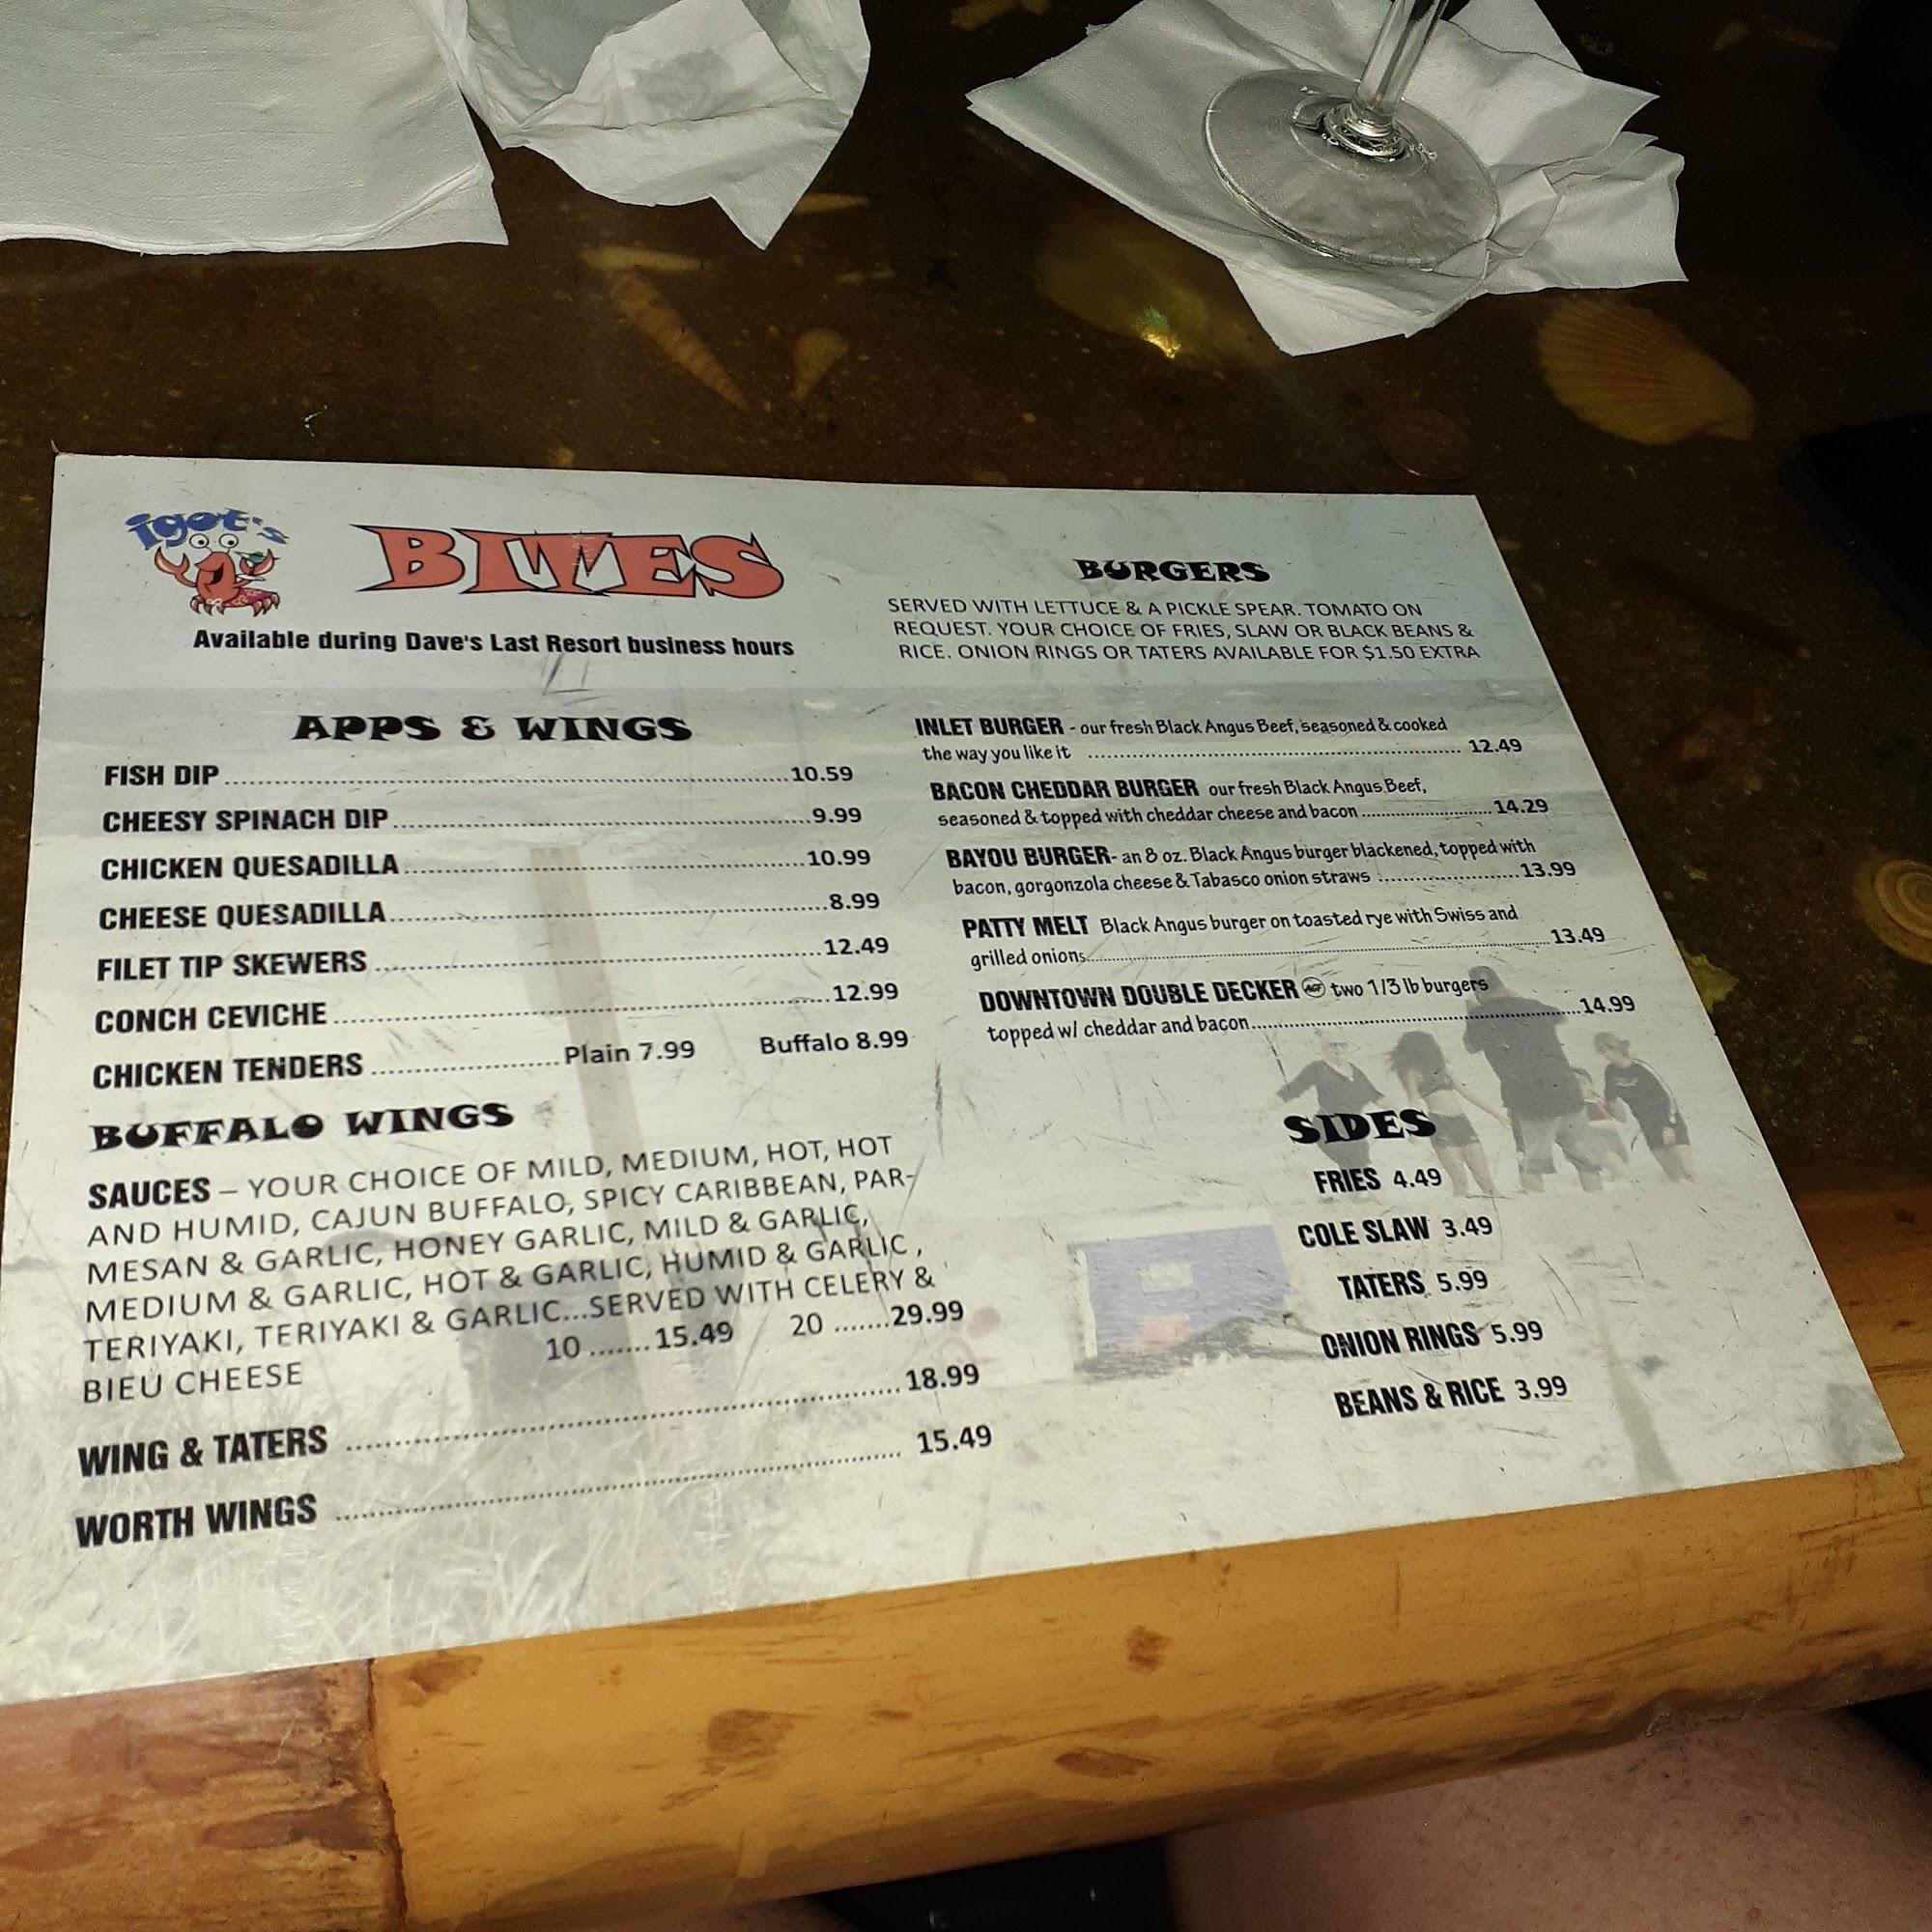 igot's
BITES
Available during Dave's Last Resort business hours
APPS & WINGS
FISH DIP..........10.59
CHEESY SPINACH DIP..........9.99
CHICKEN QUESADILLA..........10.99
CHEESE QUESADILLA..........8.99
FILET TIP SKEWERS..........12.49
CONCH CEVICHE..........12.99
CHICKEN TENDERS..........Plain 7.99 Buffalo 8.99
BUFFALO WINGS
SAUCES – YOUR CHOICE OF MILD, MEDIUM, HOT, HOT
AND HUMID, CAJUN BUFFALO, SPICY CARIBBEAN, PAR-
MESAN & GARLIC, HONEY GARLIC, MILD & GARLIC,
MEDIUM & GARLIC, HOT & GARLIC, HUMID & GARLIC ,
TERIYAKI, TERIYAKI & GARLIC...SERVED WITH CELERY &
BIEU CHEESE 10 .......15.49 20 .......29.99
WING & TATERS ..........18.99
WORTH WINGS .......... 15.49
BURGERS
SERVED WITH LETTUCE & A PICKLE SPEAR. TOMATO ON
REQUEST. YOUR CHOICE OF FRIES, SLAW OR BLACK BEANS &
RICE. ONION RINGS OR TATERS AVAILABLE FOR $1.50 EXTRA
INLET BURGER - our fresh Black Angus Beef, seasoned & cooked
the way you like it .......... 12.49
BACON CHEDDAR BURGER our fresh Black Angus Beef,
seasoned & topped with cheddar cheese and bacon ..........14.29
BAYOU BURGER- an 8 oz. Black Angus burger blackened, topped with
bacon, gorgonzola cheese & Tabasco onion straws ..........13.99
PATTY MELT Black Angus burger on toasted rye with Swiss and
grilled onions..........13.49
DOWNTOWN DOUBLE DECKER two 1/3 lb burgers
topped w/ cheddar and bacon..........14.99
SIDES
FRIES 4.49
COLE SLAW 3.49
TATERS 5.99
ONION RINGS 5.99
BEANS & RICE 3.99